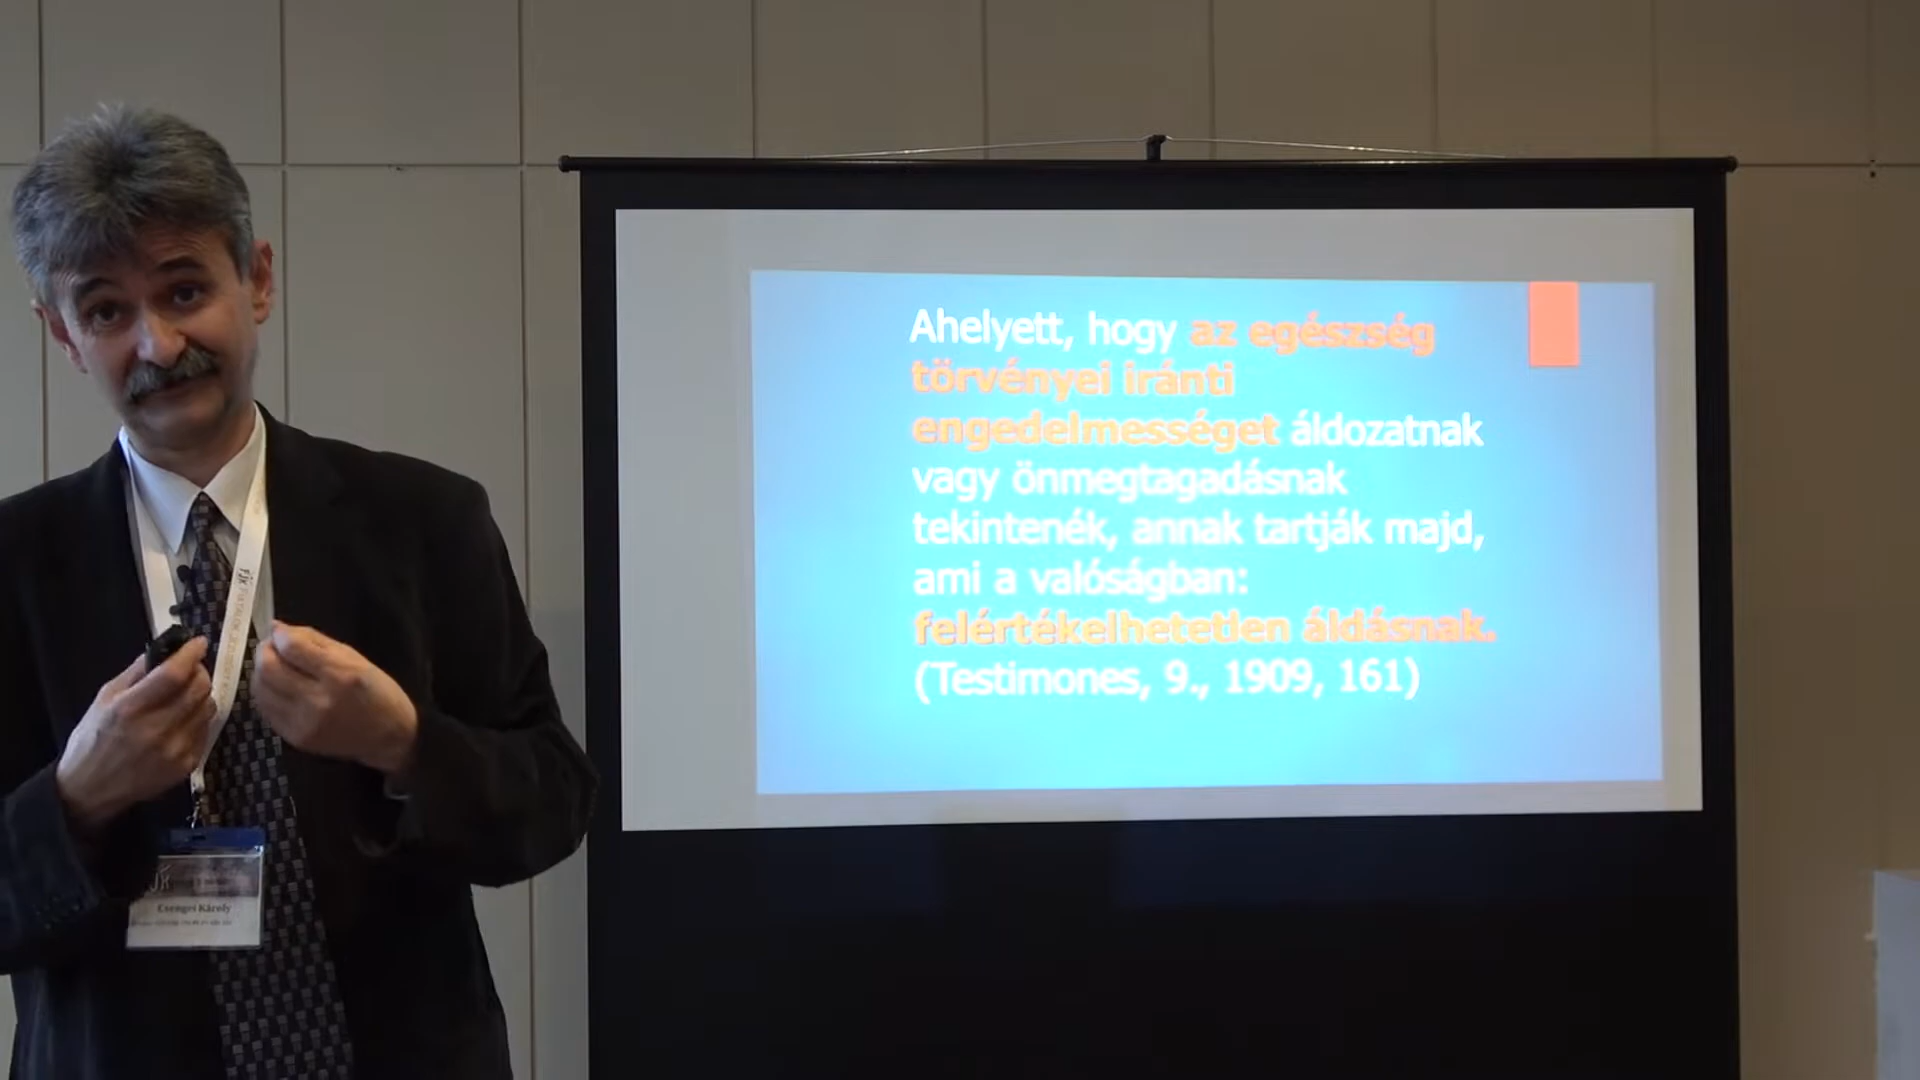 Ahelyett, hogy az egészség
törvényei iránti
engedelmességet áldozatnak
vagy önmegtagadásnak
tekintenék, annak tartják majd,
ami a valóságban:
felértékelhetetlen áldásnak.
(Testimones, 9., 1909, 161)
Csenges Károly